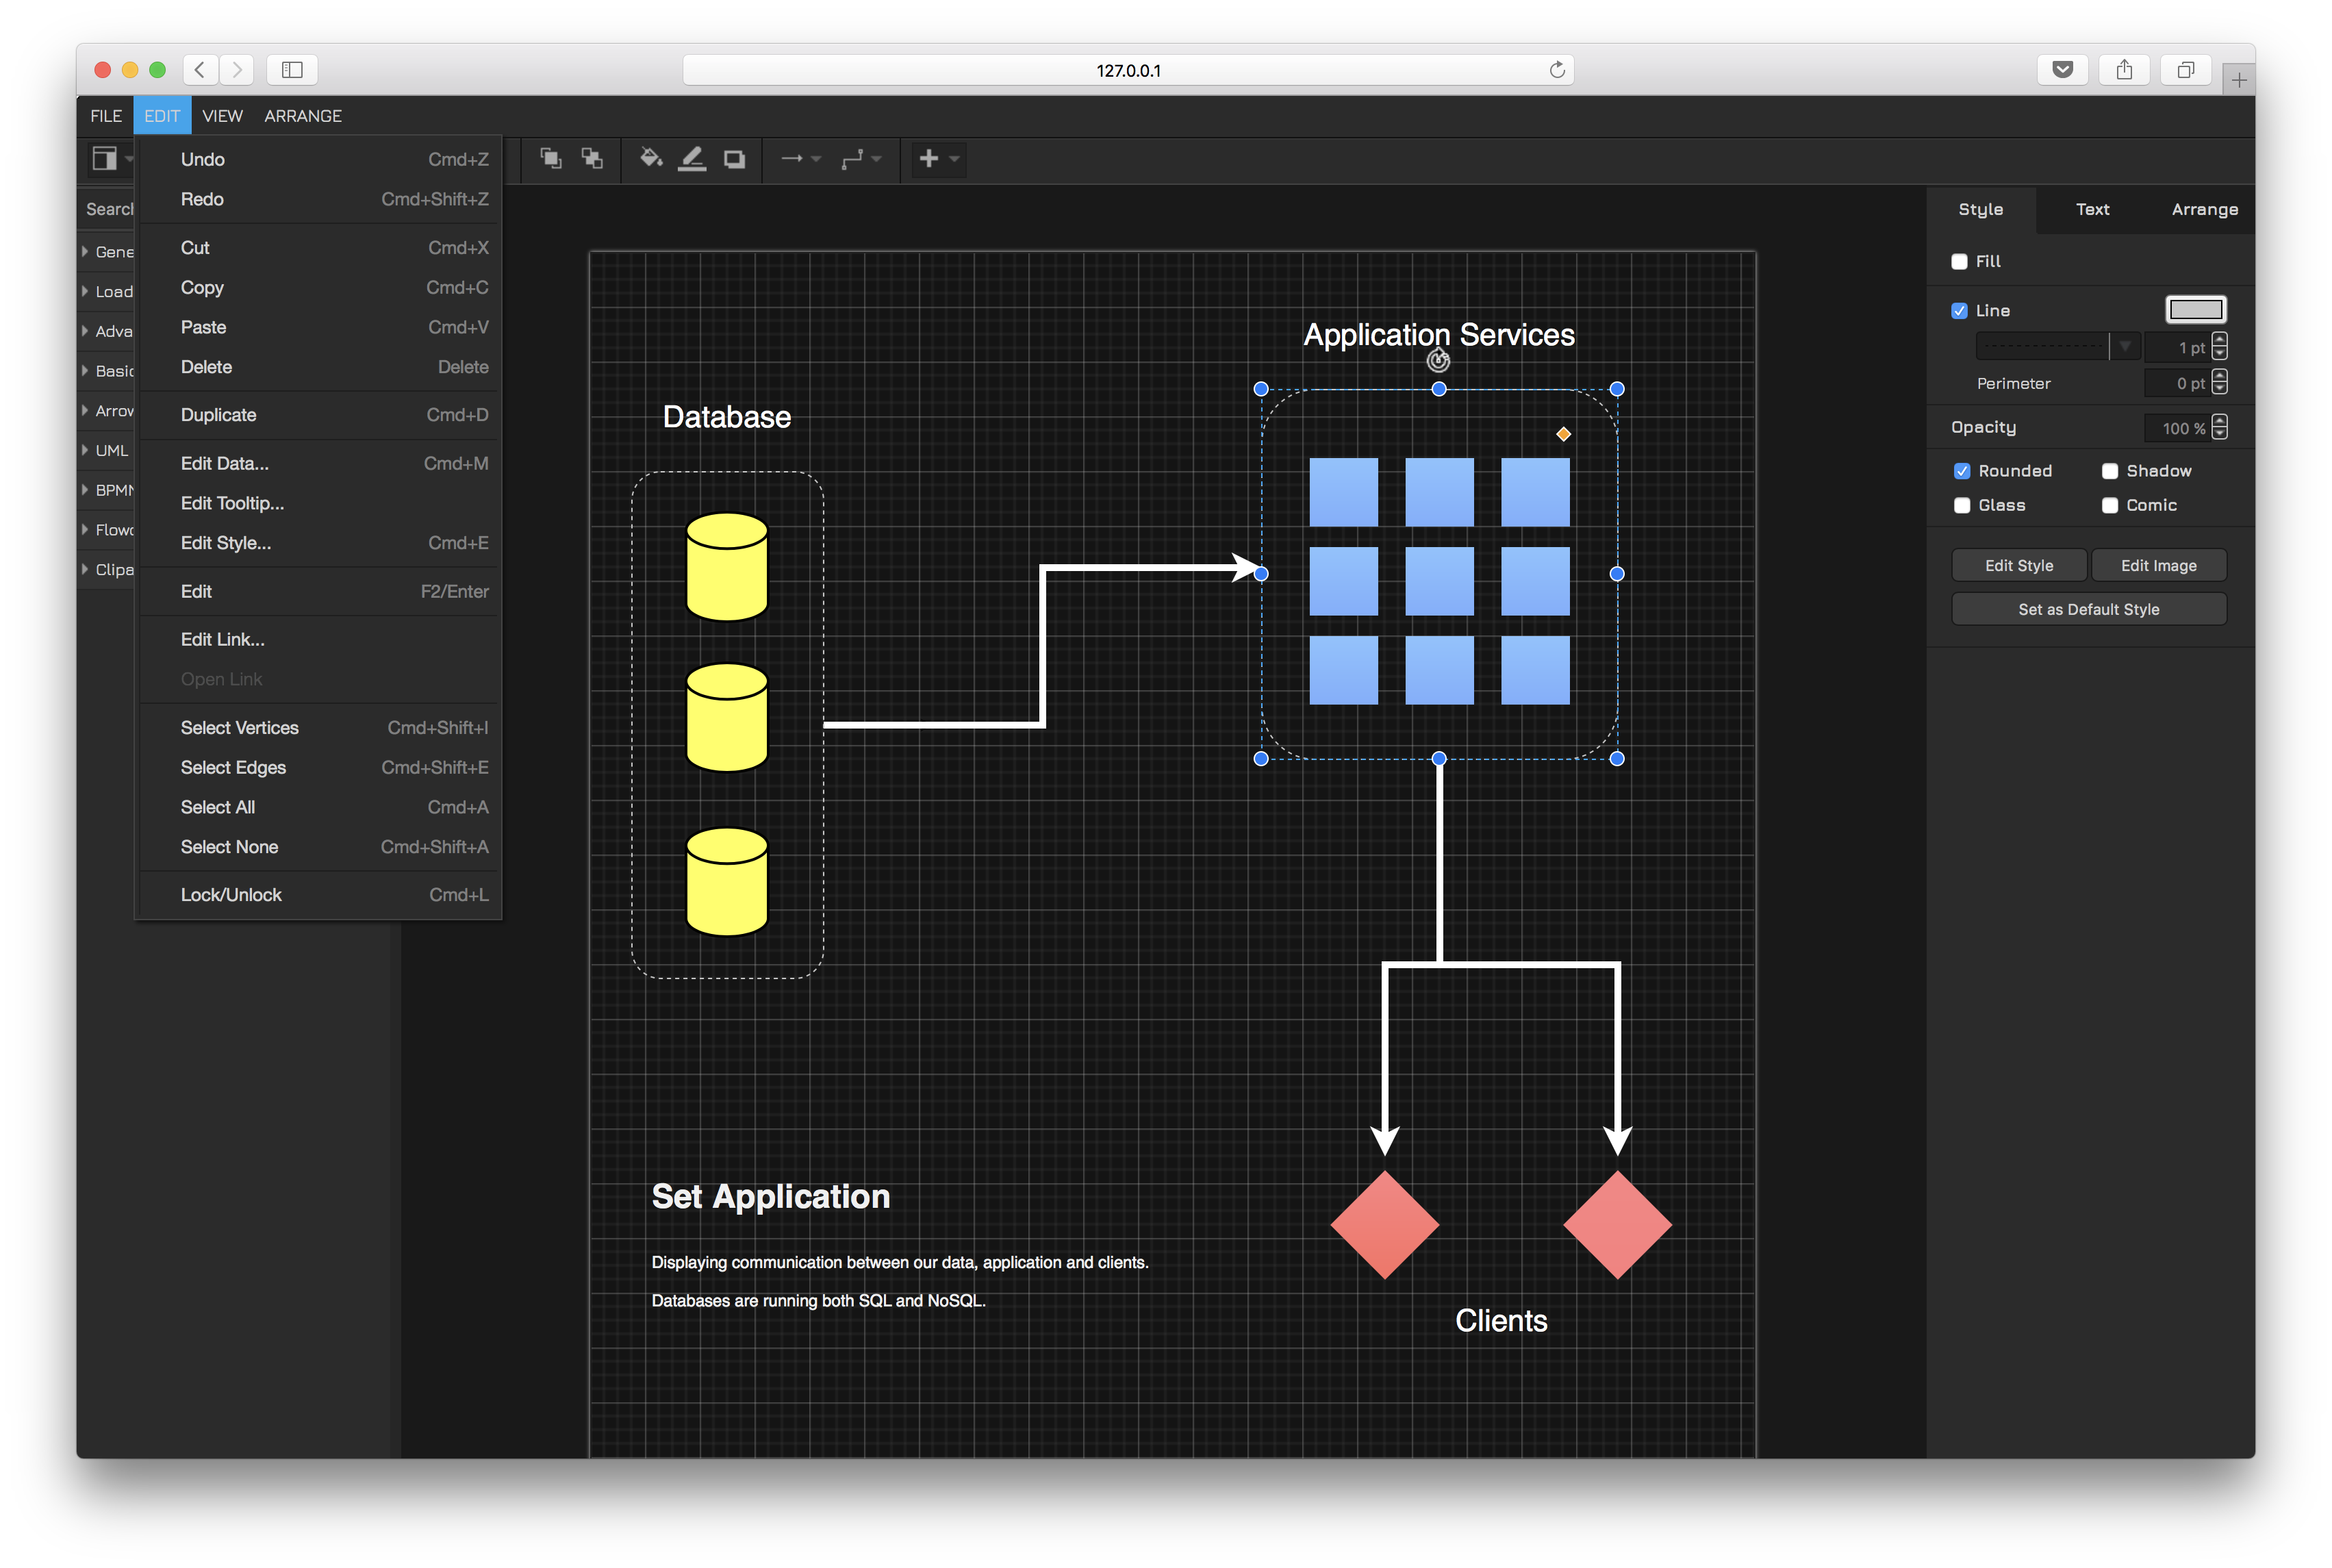 127.0.0.1
FILE EDIT VIEW ARRANGE
Undo Cmd+Z
Redo Cmd+Shift+Z
Cut Cmd+X
Copy Cmd+C
Paste Cmd+V
Delete Delete
Duplicate Cmd+D
Edit Data... Cmd+M
Edit Tooltip...
Edit Style... Cmd+E
Edit F2/Enter
Edit Link...
Open Link
Select Vertices Cmd+Shift+I
Select Edges Cmd+Shift+E
Select All Cmd+A
Select None Cmd+Shift+A
Lock/Unlock Cmd+L
Searc
Gene
Load
Adva
Basic
Arrow
UML
BPMN
Flowc
Clipa
Application Services
Database
Set Application
Displaying communication between our data, application and clients.
Databases are running both SQL and NoSQL.
Clients
Style Text Arrange
Fill
Line
1 pt
Perimeter 0 pt
Opacity 100 %
Rounded Shadow
Glass Comic
Edit Style Edit Image
Set as Default Style